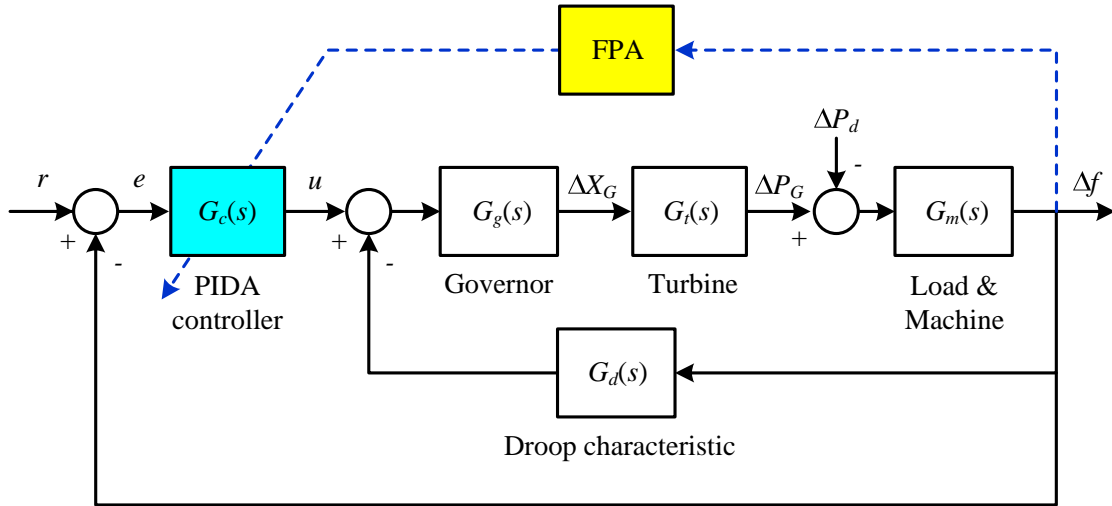 FPA
ΔP_d
-
r
e
G_c(s)
u
G_g(s)
ΔX_G
G_t(s)
ΔP_G
G_m(s)
Δf
+
-
+
-
+
PIDA
controller
Governor
Turbine
Load &
Machine
G_d(s)
Droop characteristic